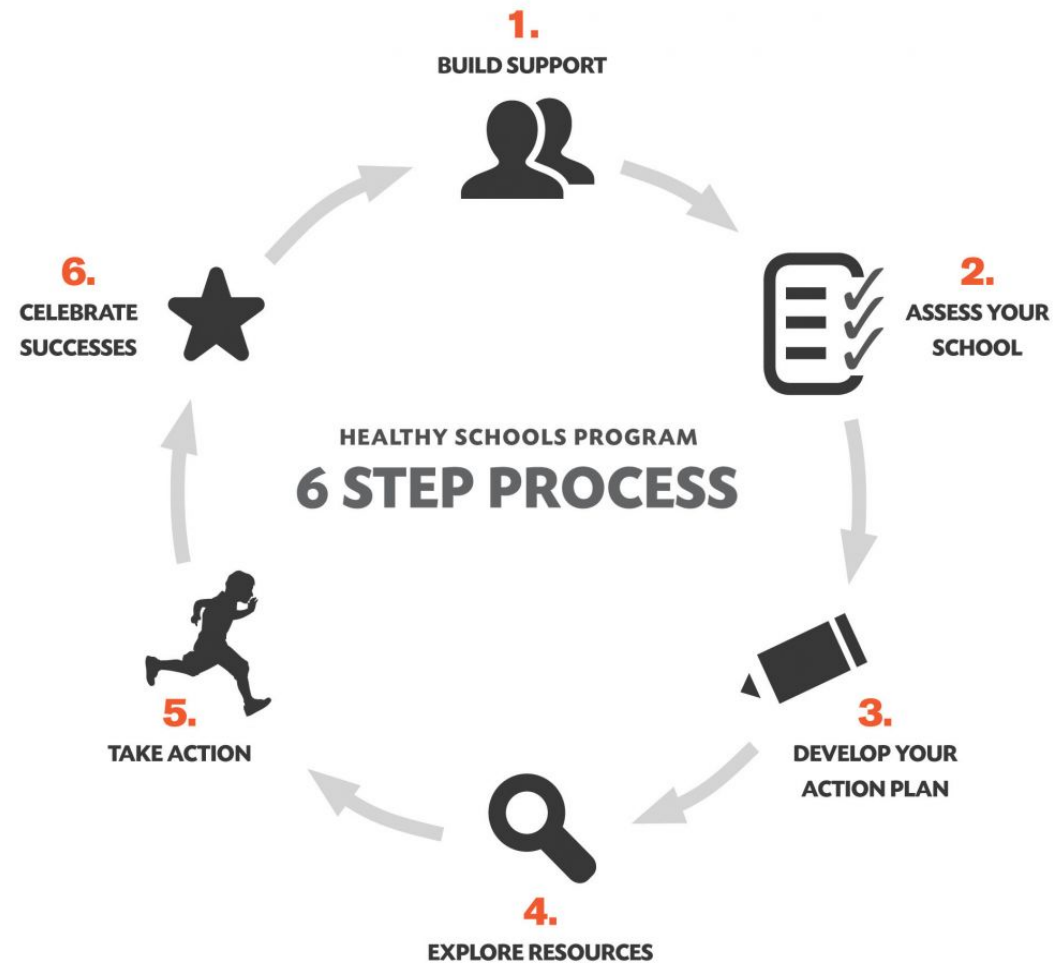 1.
BUILD SUPPORT
2.
ASSESS YOUR
SCHOOL
3.
DEVELOP YOUR
ACTION PLAN
4.
EXPLORE RESOURCES
5.
TAKE ACTION
6.
CELEBRATE
SUCCESSES
HEALTHY SCHOOLS PROGRAM
6 STEP PROCESS